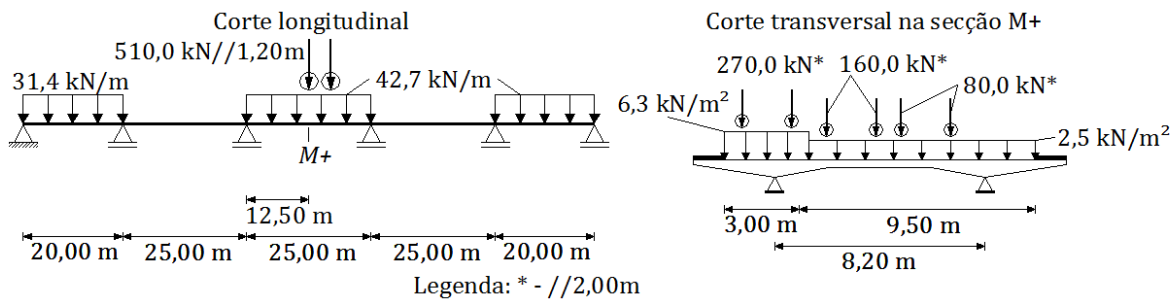 Corte longitudinal
510,0 kN//1,20m
31,4 kN/m
42,7 kN/m
M+
12,50 m
20,00 m
25,00 m
25,00 m
25,00 m
20,00 m
Corte transversal na secção M+
270,0 kN*
160,0 kN*
6,3 kN/m²
80,0 kN*
2,5 kN/m²
3,00 m
9,50 m
8,20 m
Legenda: * - //2,00m